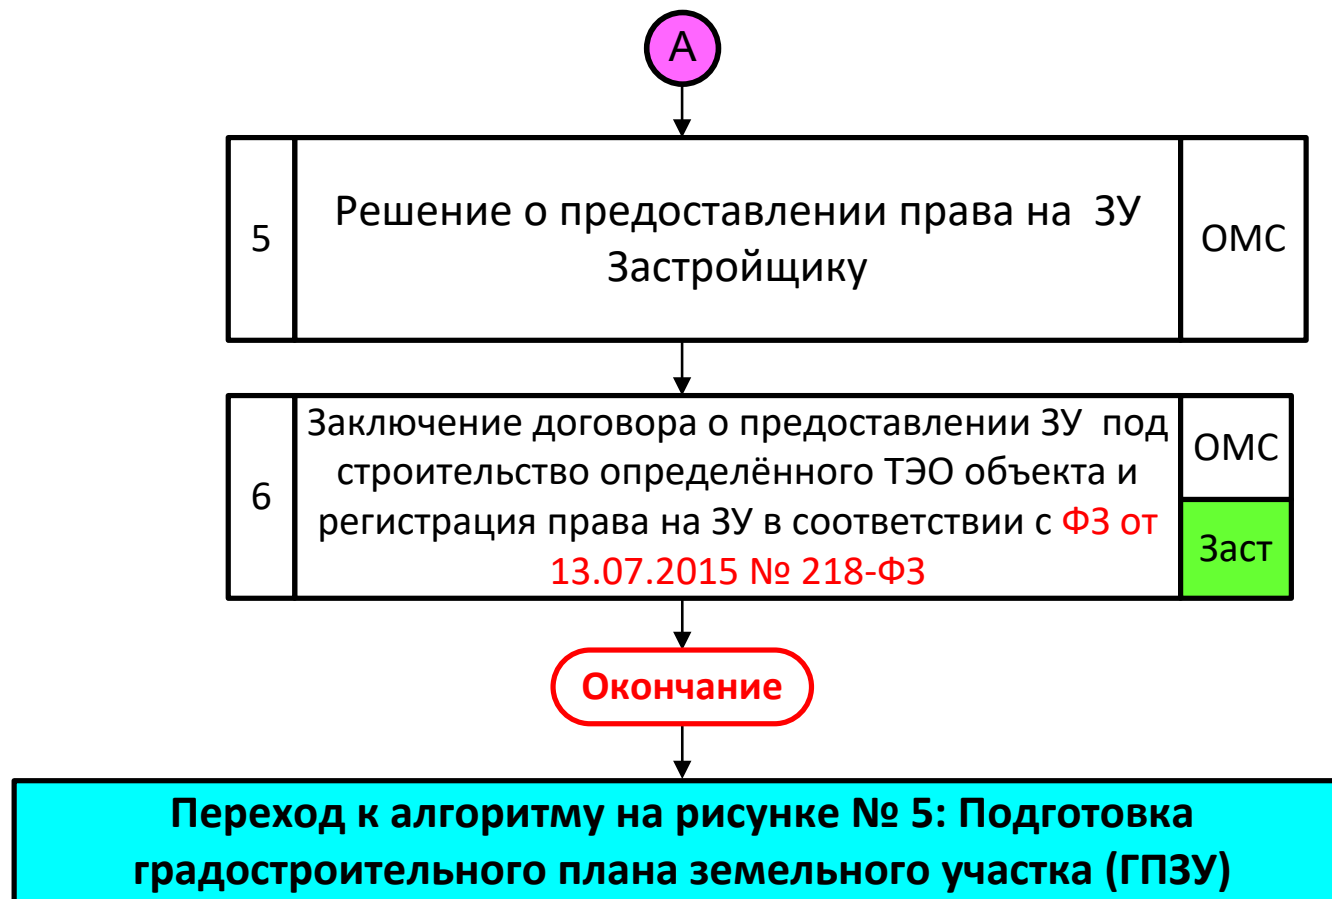 А
5
Решение о предоставлении права на ЗУ
Застройщику
ОМС
6
Заключение договора о предоставлении ЗУ под
строительство определённого ТЭО объекта и
регистрация права на ЗУ в соответствии с ФЗ от
13.07.2015 № 218-ФЗ
ОМС
Заст
Окончание
Переход к алгоритму на рисунке № 5: Подготовка
градостроительного плана земельного участка (ГПЗУ)